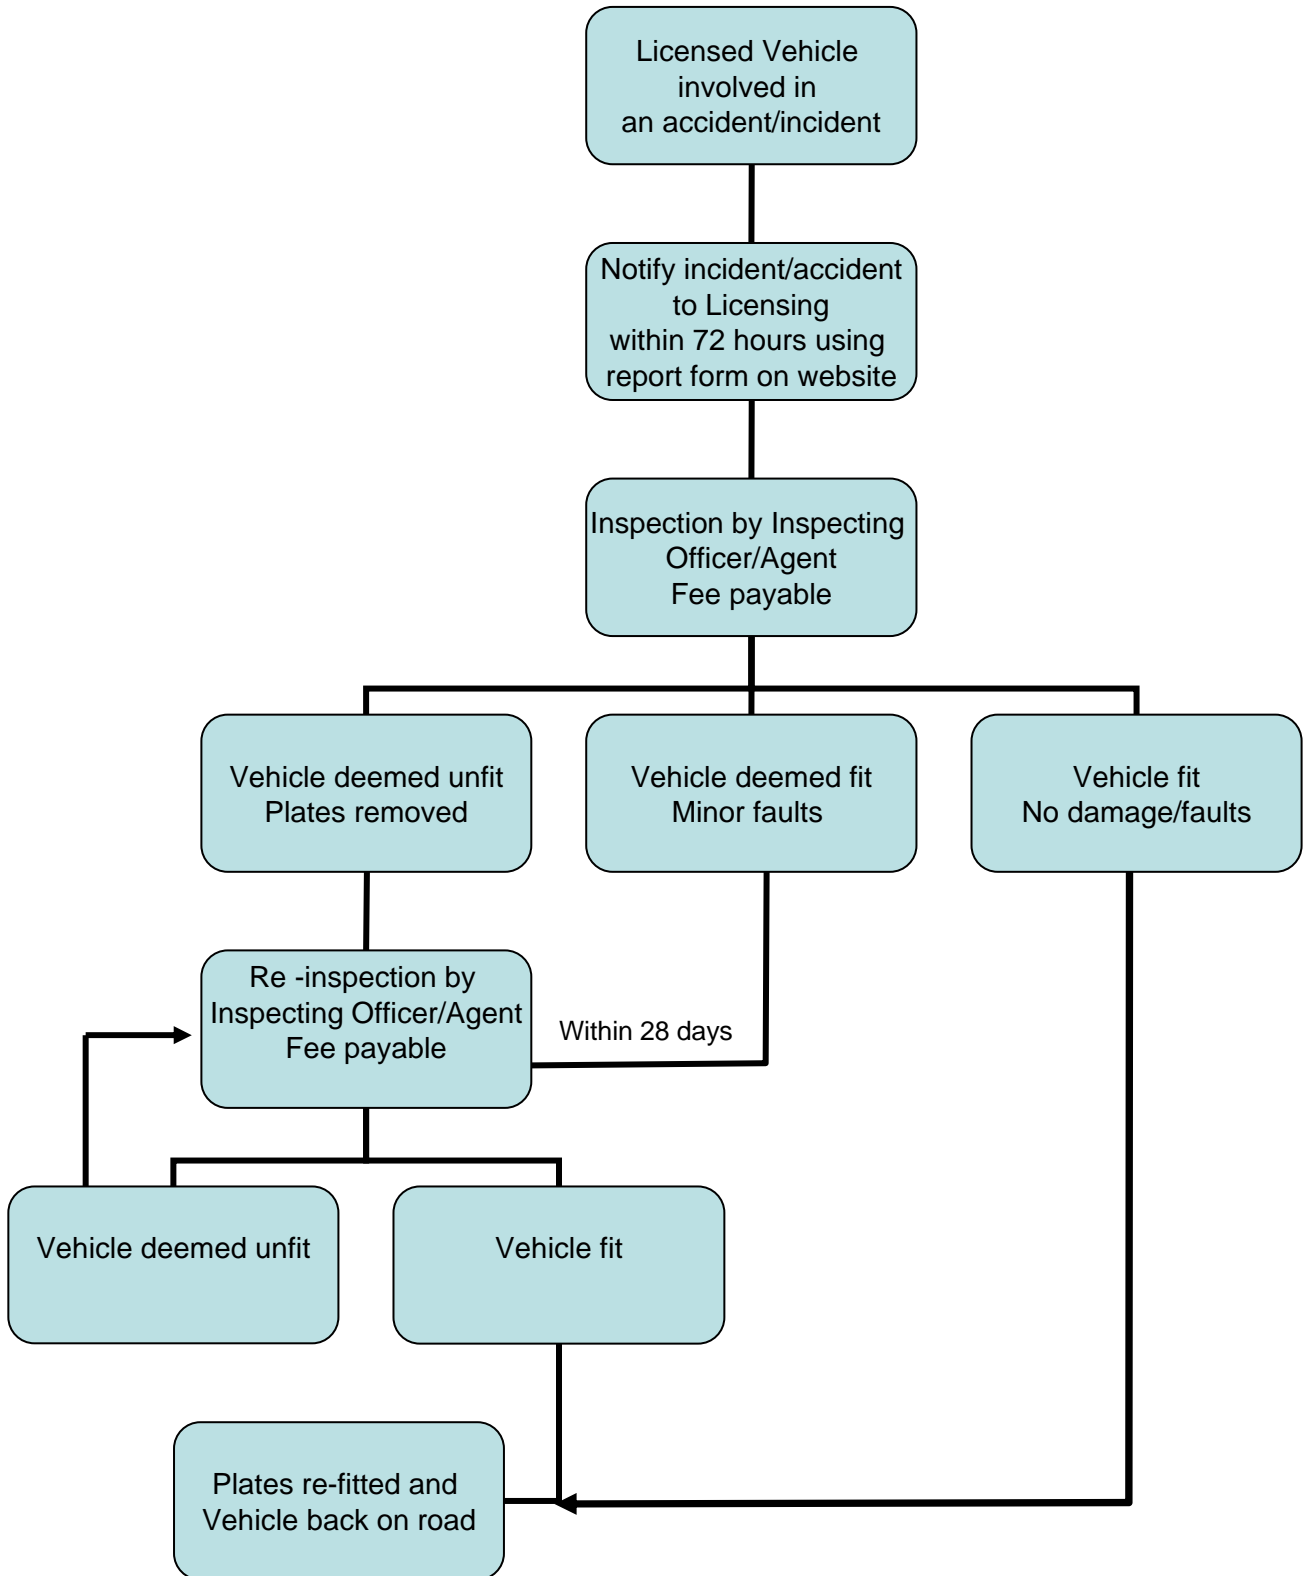 Licensed Vehicle
involved in
an accident/incident
Notify incident/accident
to Licensing
within 72 hours using
report form on website
Inspection by Inspecting
Officer/Agent
Fee payable
Vehicle deemed unfit
Plates removed
Vehicle deemed fit
Minor faults
Vehicle fit
No damage/faults
Re -inspection by
Inspecting Officer/Agent
Fee payable
Within 28 days
Vehicle deemed unfit
Vehicle fit
Plates re-fitted and
Vehicle back on road